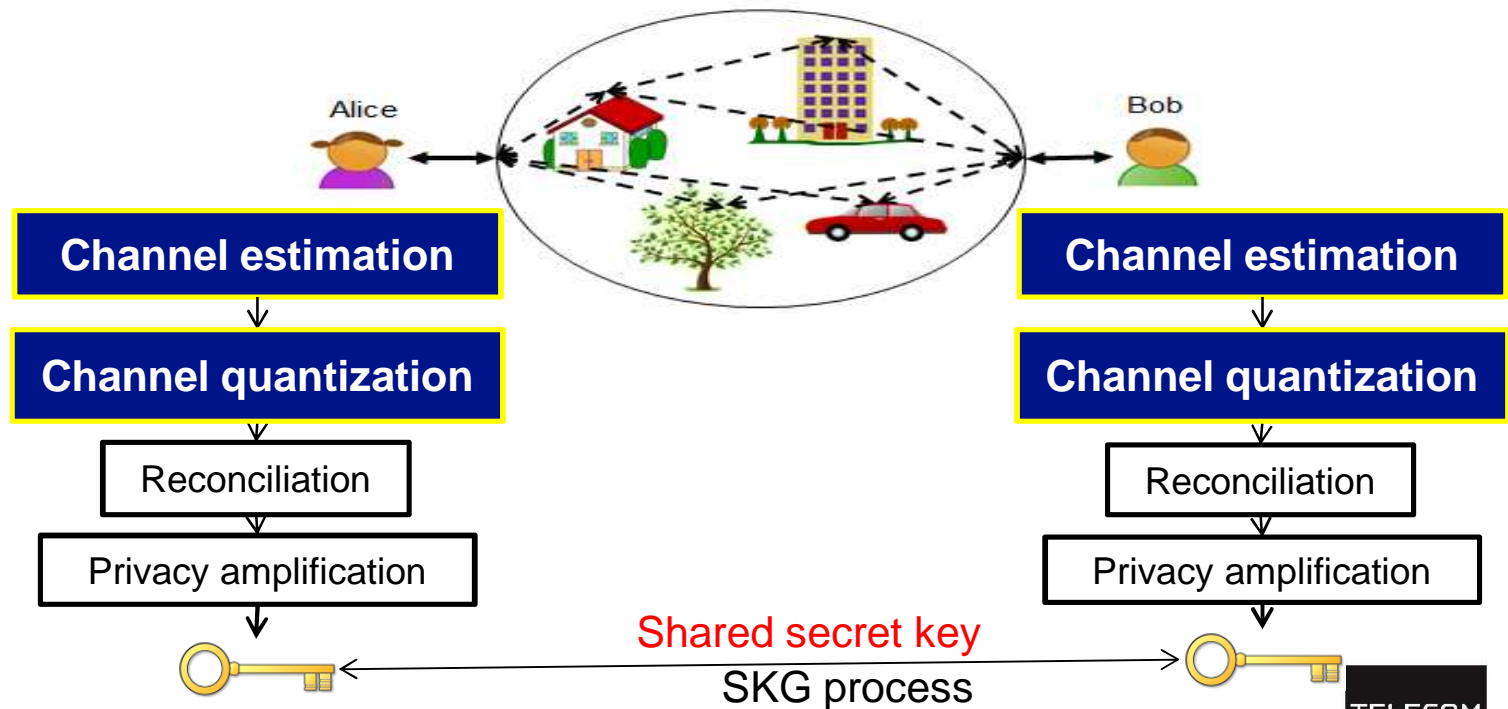 Alice
Bob
Channel estimation
Channel estimation
Channel quantization
Channel quantization
Reconciliation
Reconciliation
Privacy amplification
Privacy amplification
Shared secret key
SKG process